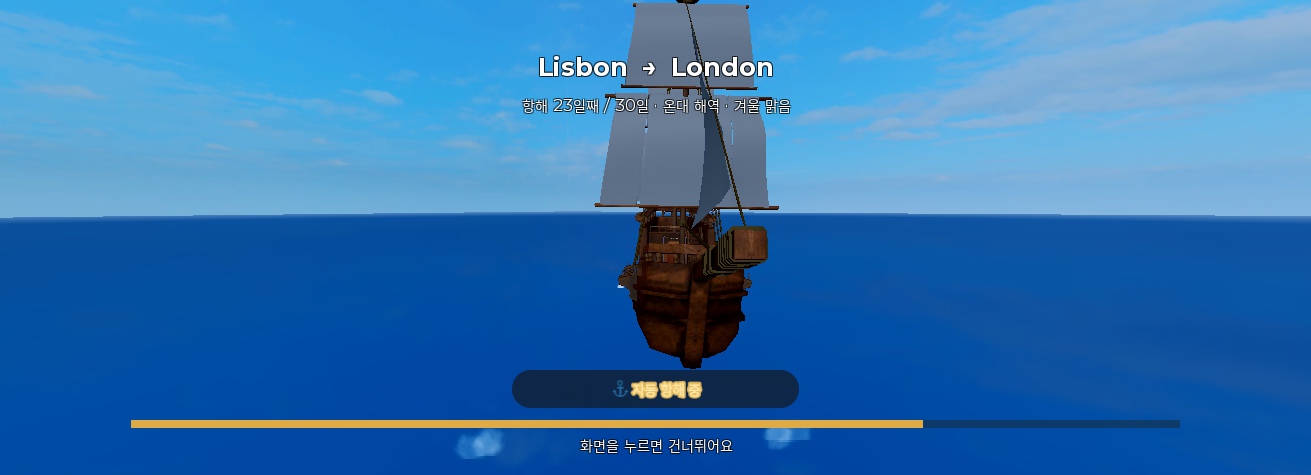 Lisbon → London
항해 23일째 / 30일 · 온대 해역 · 겨울 맑음
⚓ 자동 항해 중
화면을 누르면 건너뛰어요